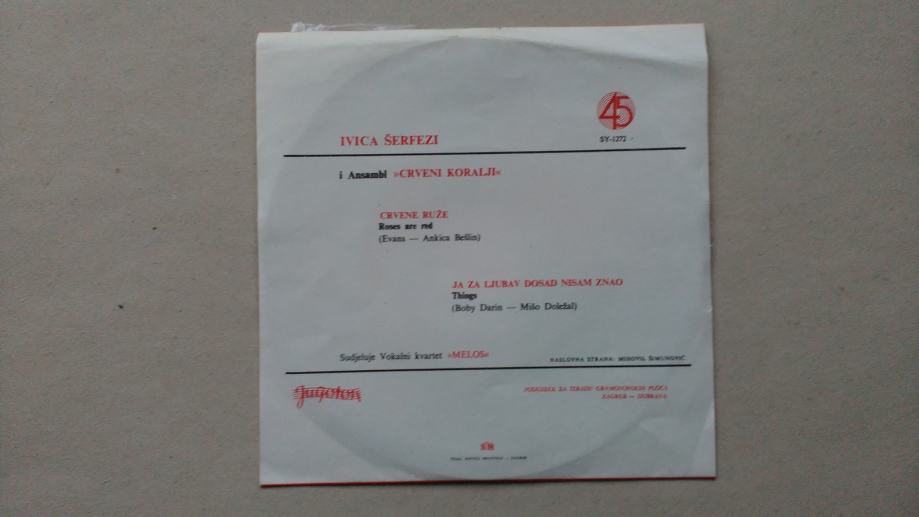 45
SY-1272
IVICA ŠERFEZI
i Ansambl »CRVENI KORALJI«
CRVENE RUŽE
Roses are red
(Evans — Ankica Bešlin)
JA ZA LJUBAV DOSAD NISAM ZNAO
Things
(Boby Darin — Mišo Doležal)
Sudjeluje Vokalni kvartet »MELOS«
NASLOVNA STRANA: MIROVIL ŠIMUNOVIĆ
Jugoton
PODUZEĆE ZA IZRADU GRAMOFONSKIH PLOČA
ZAGREB — DUBRAVA